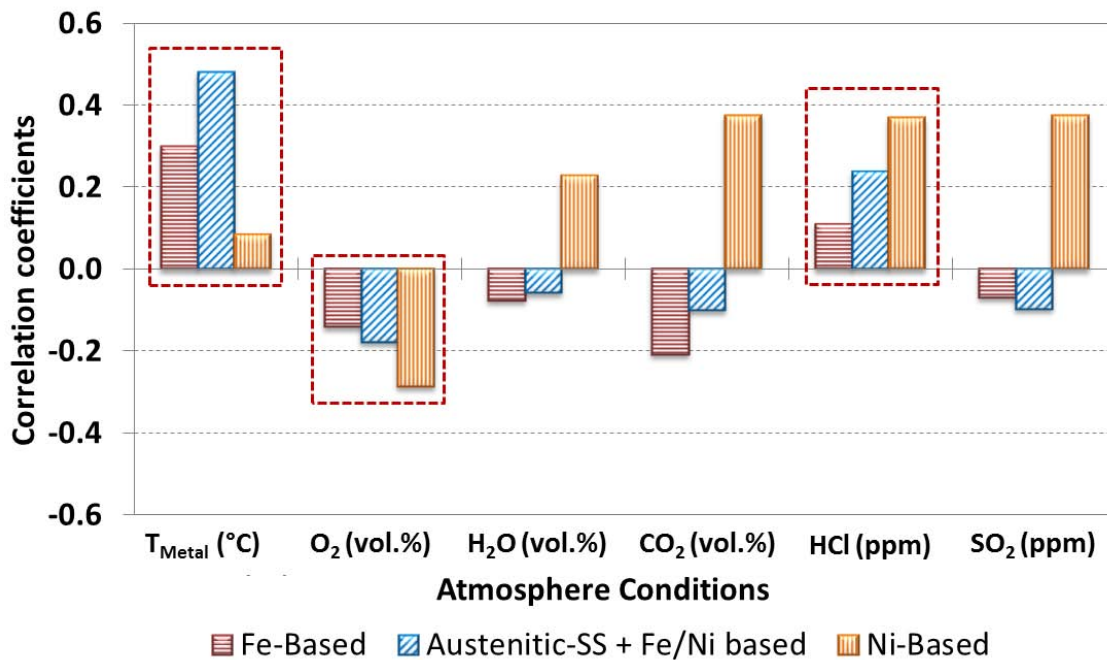 0.6
0.4
0.2
0.0
-0.2
-0.4
-0.6
Correlation coefficients
T_Metal (°C) O₂ (vol.%) H₂O (vol.%) CO₂ (vol.%) HCl (ppm) SO₂ (ppm)
Atmosphere Conditions
Fe-Based Austenitic-SS + Fe/Ni based Ni-Based